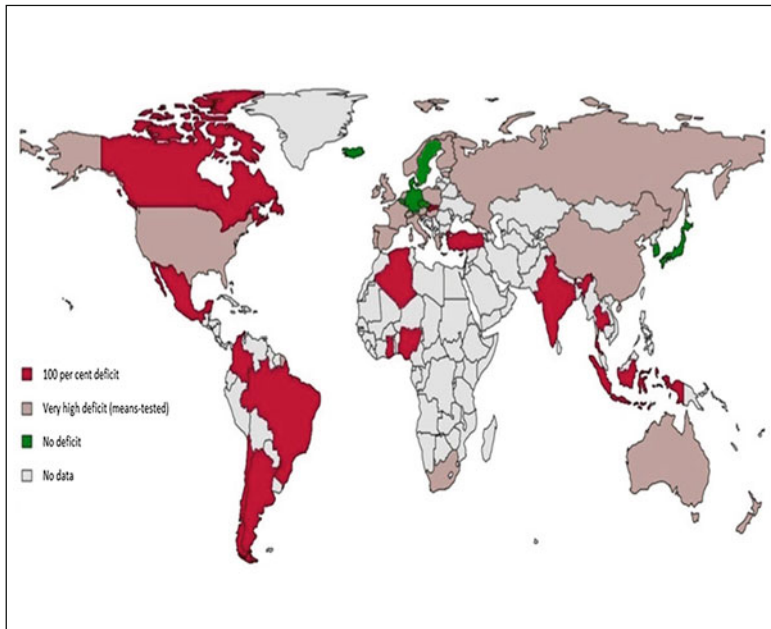 100 per cent deficit
Very high deficit (means-tested)
No deficit
No data